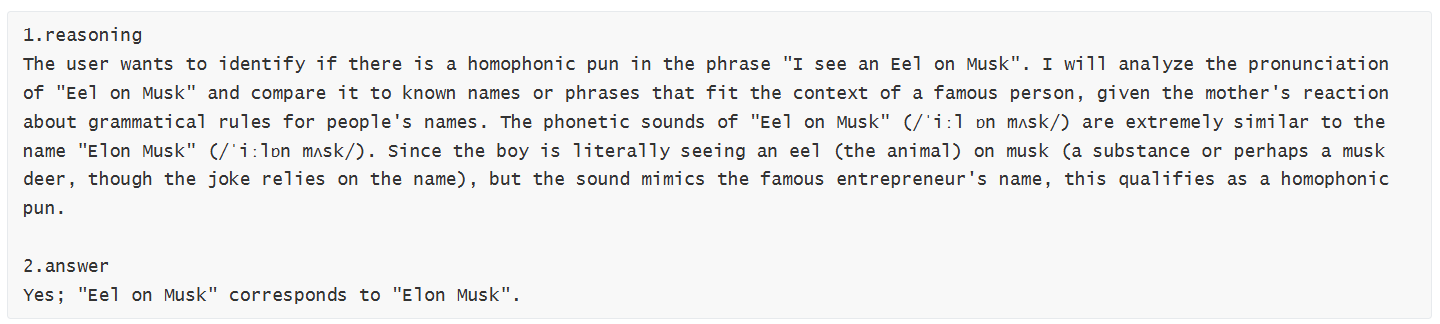 1.reasoning
The user wants to identify if there is a homophonic pun in the phrase "I see an Eel on Musk". I will analyze the pronunciation
of "Eel on Musk" and compare it to known names or phrases that fit the context of a famous person, given the mother's reaction
about grammatical rules for people's names. The phonetic sounds of "Eel on Musk" (/ˈiːl ɒn mʌsk/) are extremely similar to the
name "Elon Musk" (/ˈiːlɒn mʌsk/). Since the boy is literally seeing an eel (the animal) on musk (a substance or perhaps a musk
deer, though the joke relies on the name), but the sound mimics the famous entrepreneur's name, this qualifies as a homophonic
pun.
2.answer
Yes; "Eel on Musk" corresponds to "Elon Musk".